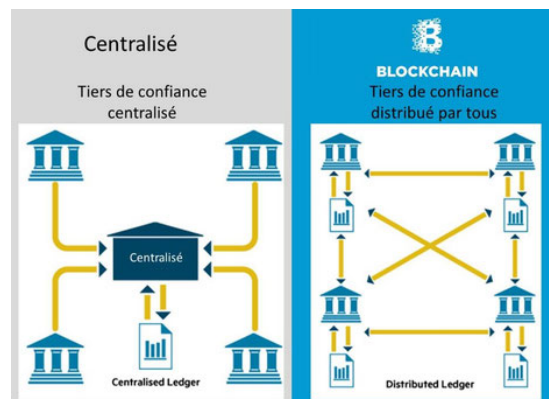 Centralisé
Tiers de confiance
centralisé
Centralisé
Centralised Ledger
BLOCKCHAIN
Tiers de confiance
distribué par tous
Distributed Ledger